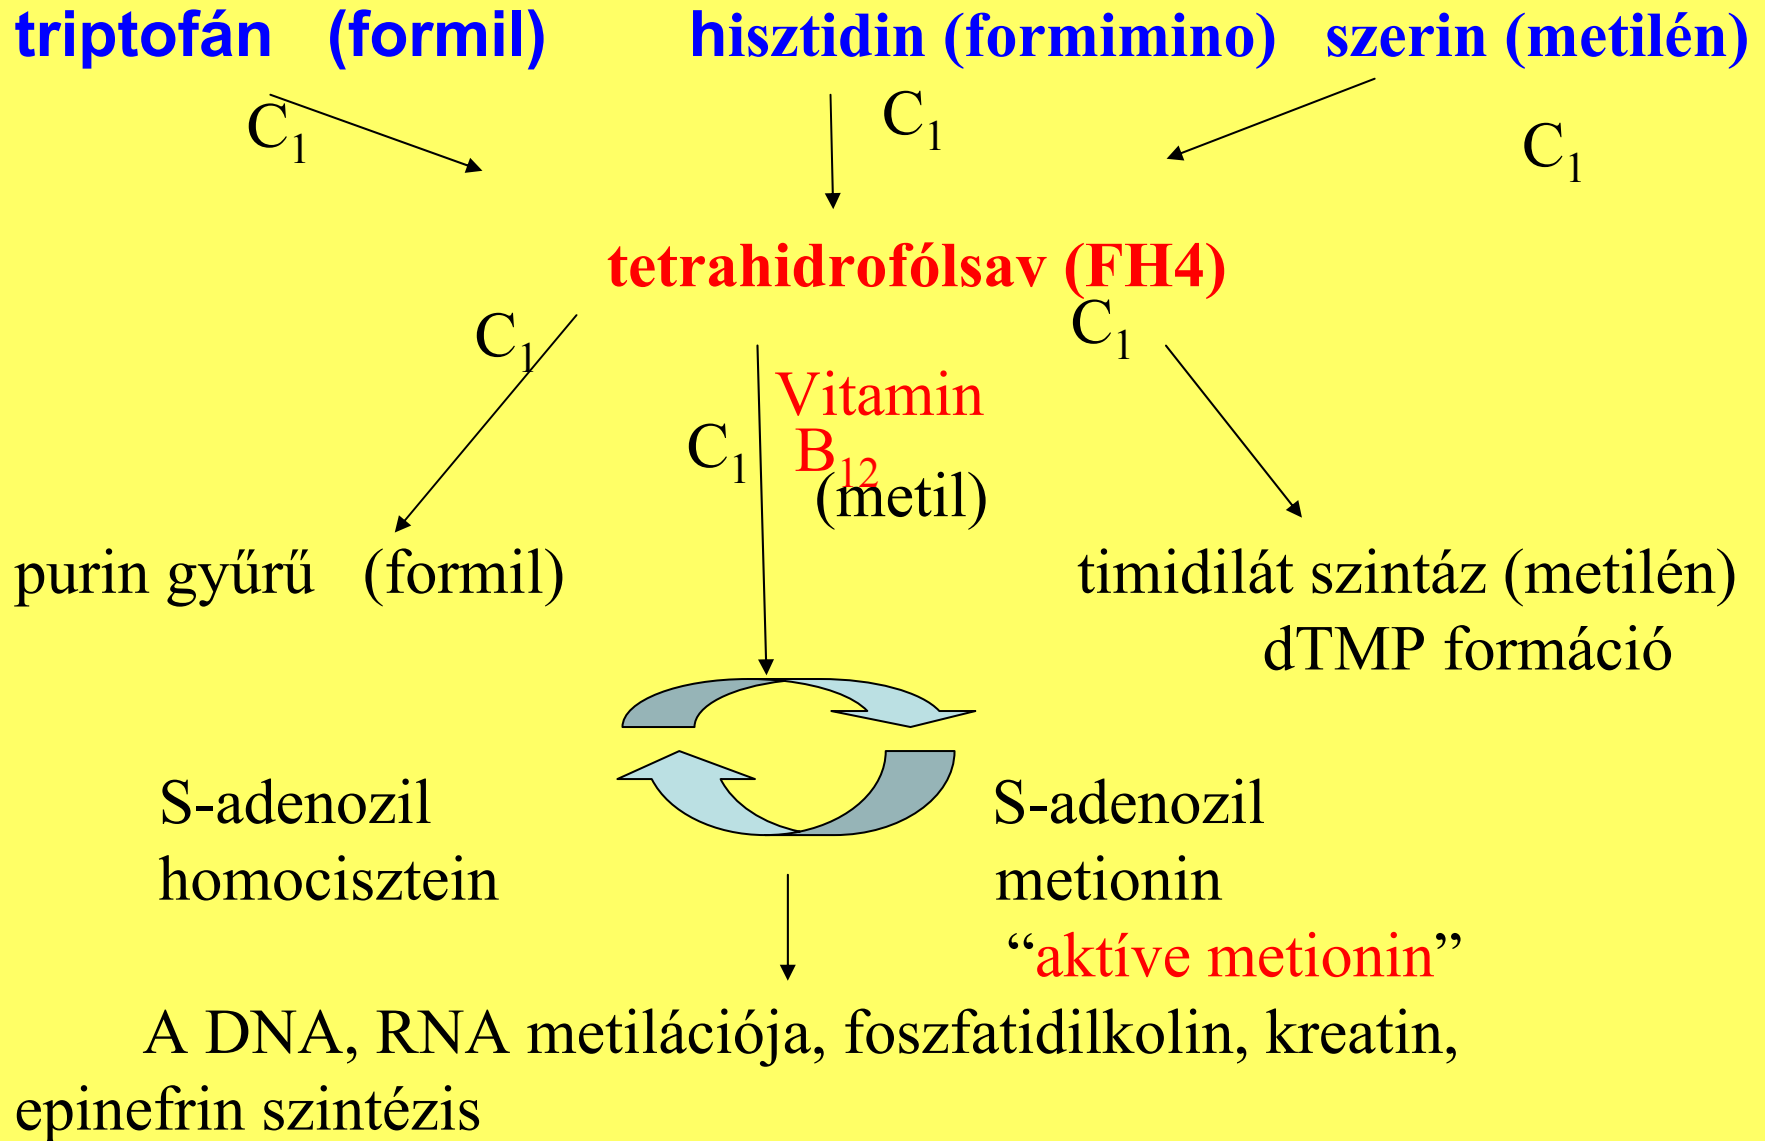 triptofán (formil) hisztidin (formimino) szerin (metilén)
C1 C1 C1
tetrahidrofólsav (FH4)
C1 C1
Vitamin
C1 B12
(metil)
purin gyűrű (formil) timidilát szintáz (metilén)
dTMP formáció
S-adenozil S-adenozil
homocisztein metionin
“aktíve metionin”
A DNA, RNA metilációja, foszfatidilkolin, kreatin,
epinefrin szintézis